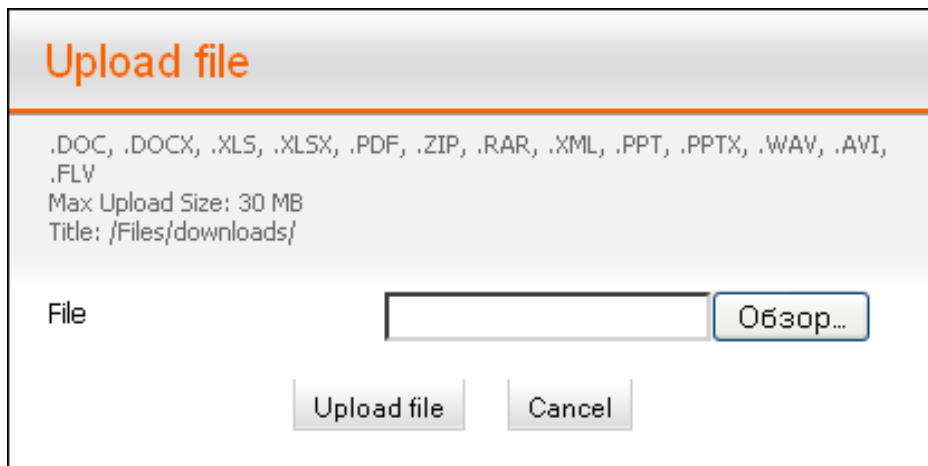 Upload file
.DOC, .DOCX, .XLS, .XLSX, .PDF, .ZIP, .RAR, .XML, .PPT, .PPTX, .WAV, .AVI,
.FLV
Max Upload Size: 30 MB
Title: /Files/downloads/
File Обзор...
Upload file Cancel